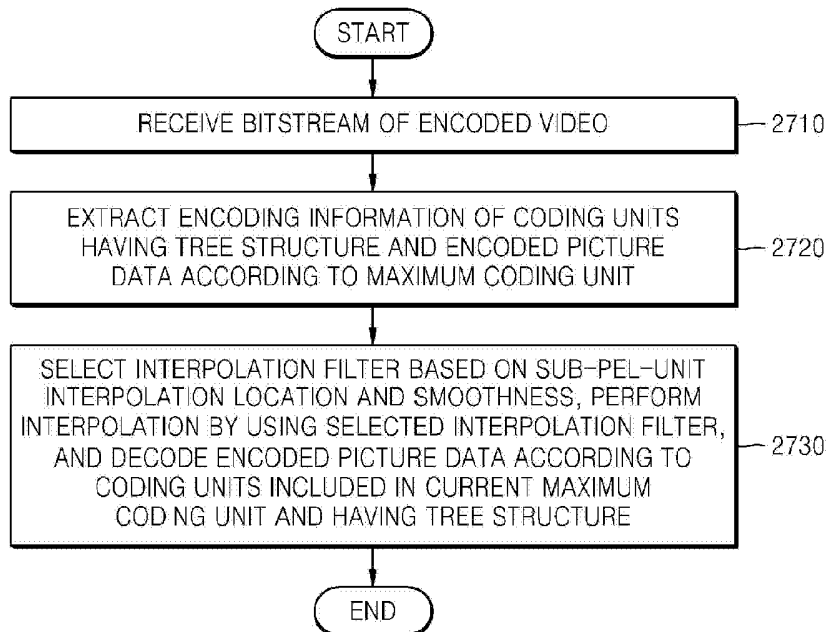 START
RECEIVE BITSTREAM OF ENCODED VIDEO
2710
EXTRACT ENCODING INFORMATION OF CODING UNITS
HAVING TREE STRUCTURE AND ENCODED PICTURE
DATA ACCORDING TO MAXIMUM CODING UNIT
2720
SELECT INTERPOLATION FILTER BASED ON SUB-PEL-UNIT
INTERPOLATION LOCATION AND SMOOTHNESS, PERFORM
INTERPOLATION BY USING SELECTED INTERPOLATION FILTER,
AND DECODE ENCODED PICTURE DATA ACCORDING TO
CODING UNITS INCLUDED IN CURRENT MAXIMUM
COD NG UNIT AND HAVING TREE STRUCTURE
2730
END